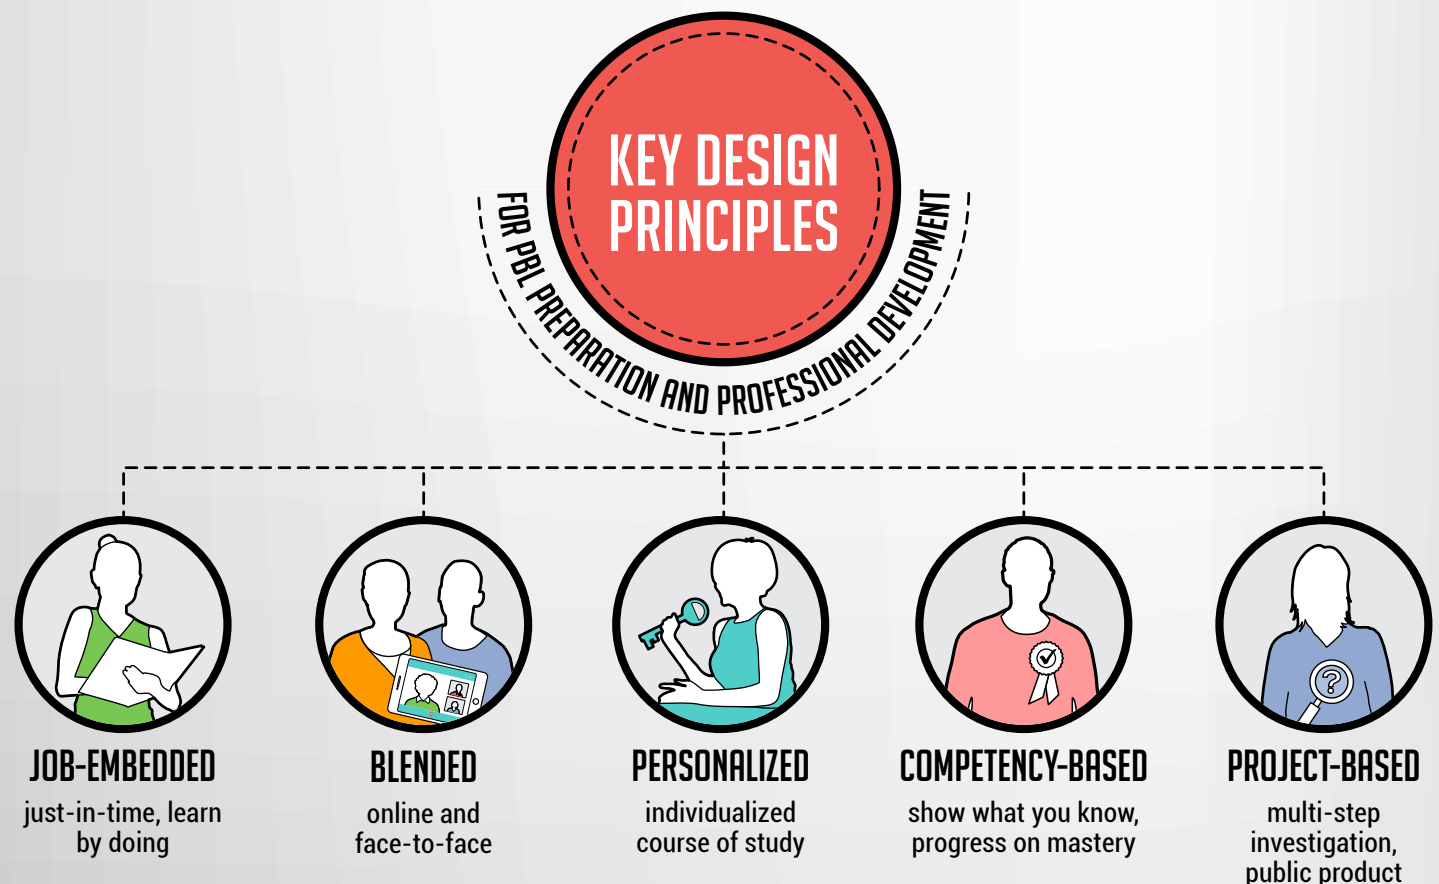 KEY DESIGN
PRINCIPLES
FOR PBL PREPARATION AND PROFESSIONAL DEVELOPMENT
JOB-EMBEDDED
just-in-time, learn
by doing
BLENDED
online and
face-to-face
PERSONALIZED
individualized
course of study
COMPETENCY-BASED
show what you know,
progress on mastery
PROJECT-BASED
multi-step
investigation,
public product
?